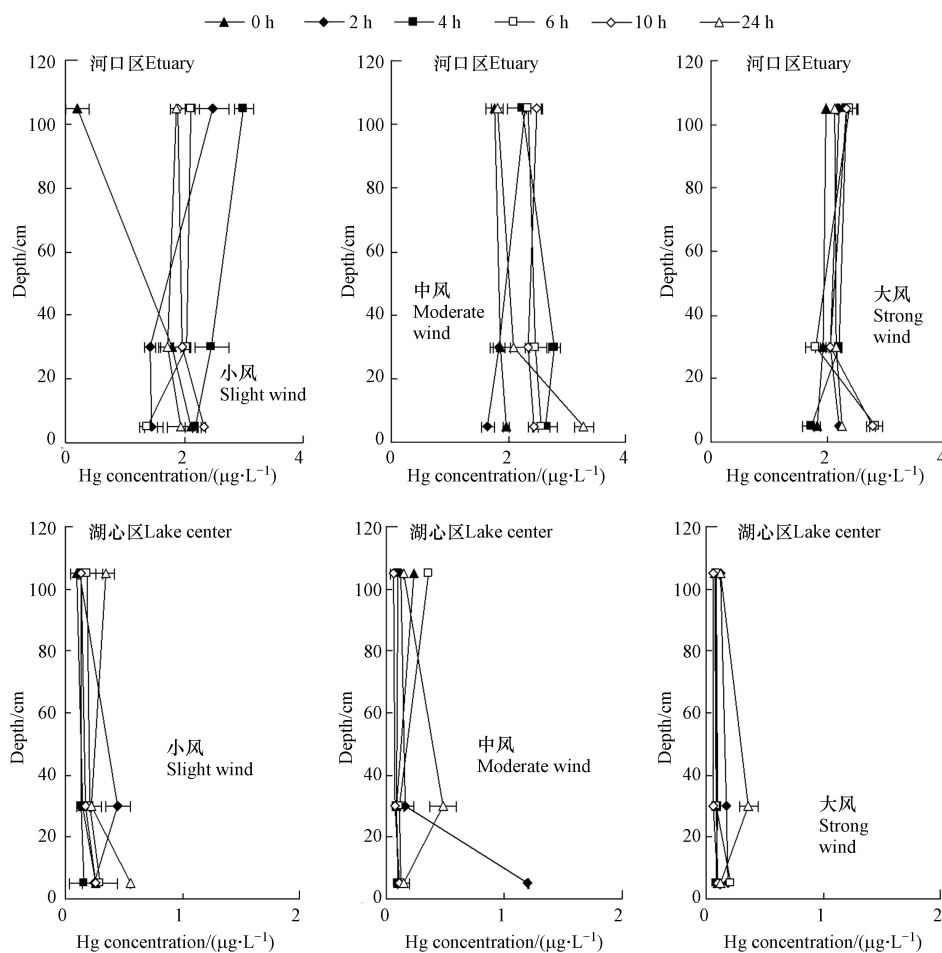 0 h 2 h 4 h 6 h 10 h 24 h
河口区Etuary
120
100
80
60
40
20
0
Depth/cm
小风
Slight wind
0 2 4
Hg concentration/(μg·L⁻¹)
河口区Etuary
120
100
80
60
40
20
0
Depth/cm
中风
Moderate
wind
0 2 4
Hg concentration/(μg·L⁻¹)
河口区Etuary
120
100
80
60
40
20
0
Depth/cm
大风
Strong
wind
0 2 4
Hg concentration/(μg·L⁻¹)
湖心区Lake center
120
100
80
60
40
20
0
Depth/cm
小风
Slight wind
0 1 2
Hg concentration/(μg·L⁻¹)
湖心区Lake center
120
100
80
60
40
20
0
Depth/cm
中风
Moderate wind
0 1 2
Hg concentration/(μg·L⁻¹)
湖心区Lake center
120
100
80
60
40
20
0
Depth/cm
大风
Strong
wind
0 1 2
Hg concentration/(μg·L⁻¹)